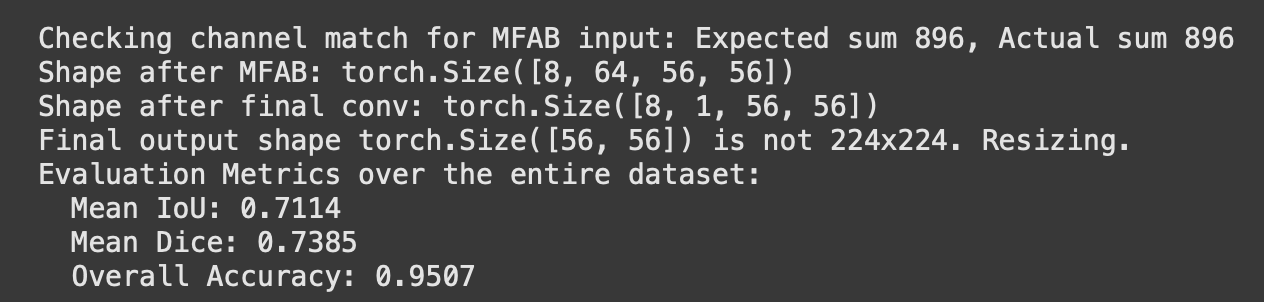 Checking channel match for MFAB input: Expected sum 896, Actual sum 896
Shape after MFAB: torch.Size([8, 64, 56, 56])
Shape after final conv: torch.Size([8, 1, 56, 56])
Final output shape torch.Size([56, 56]) is not 224x224. Resizing.
Evaluation Metrics over the entire dataset:
  Mean IoU: 0.7114
  Mean Dice: 0.7385
  Overall Accuracy: 0.9507